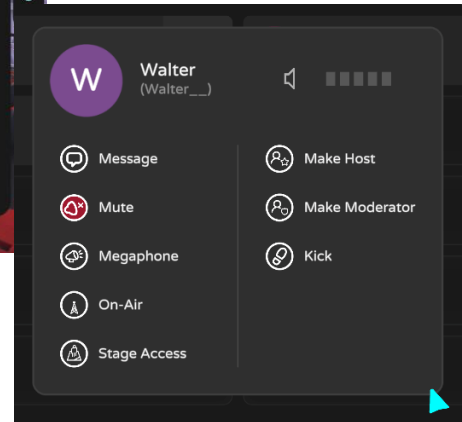 W
Walter
(Walter__)
Message
Mute
Megaphone
On-Air
Stage Access
Make Host
Make Moderator
Kick